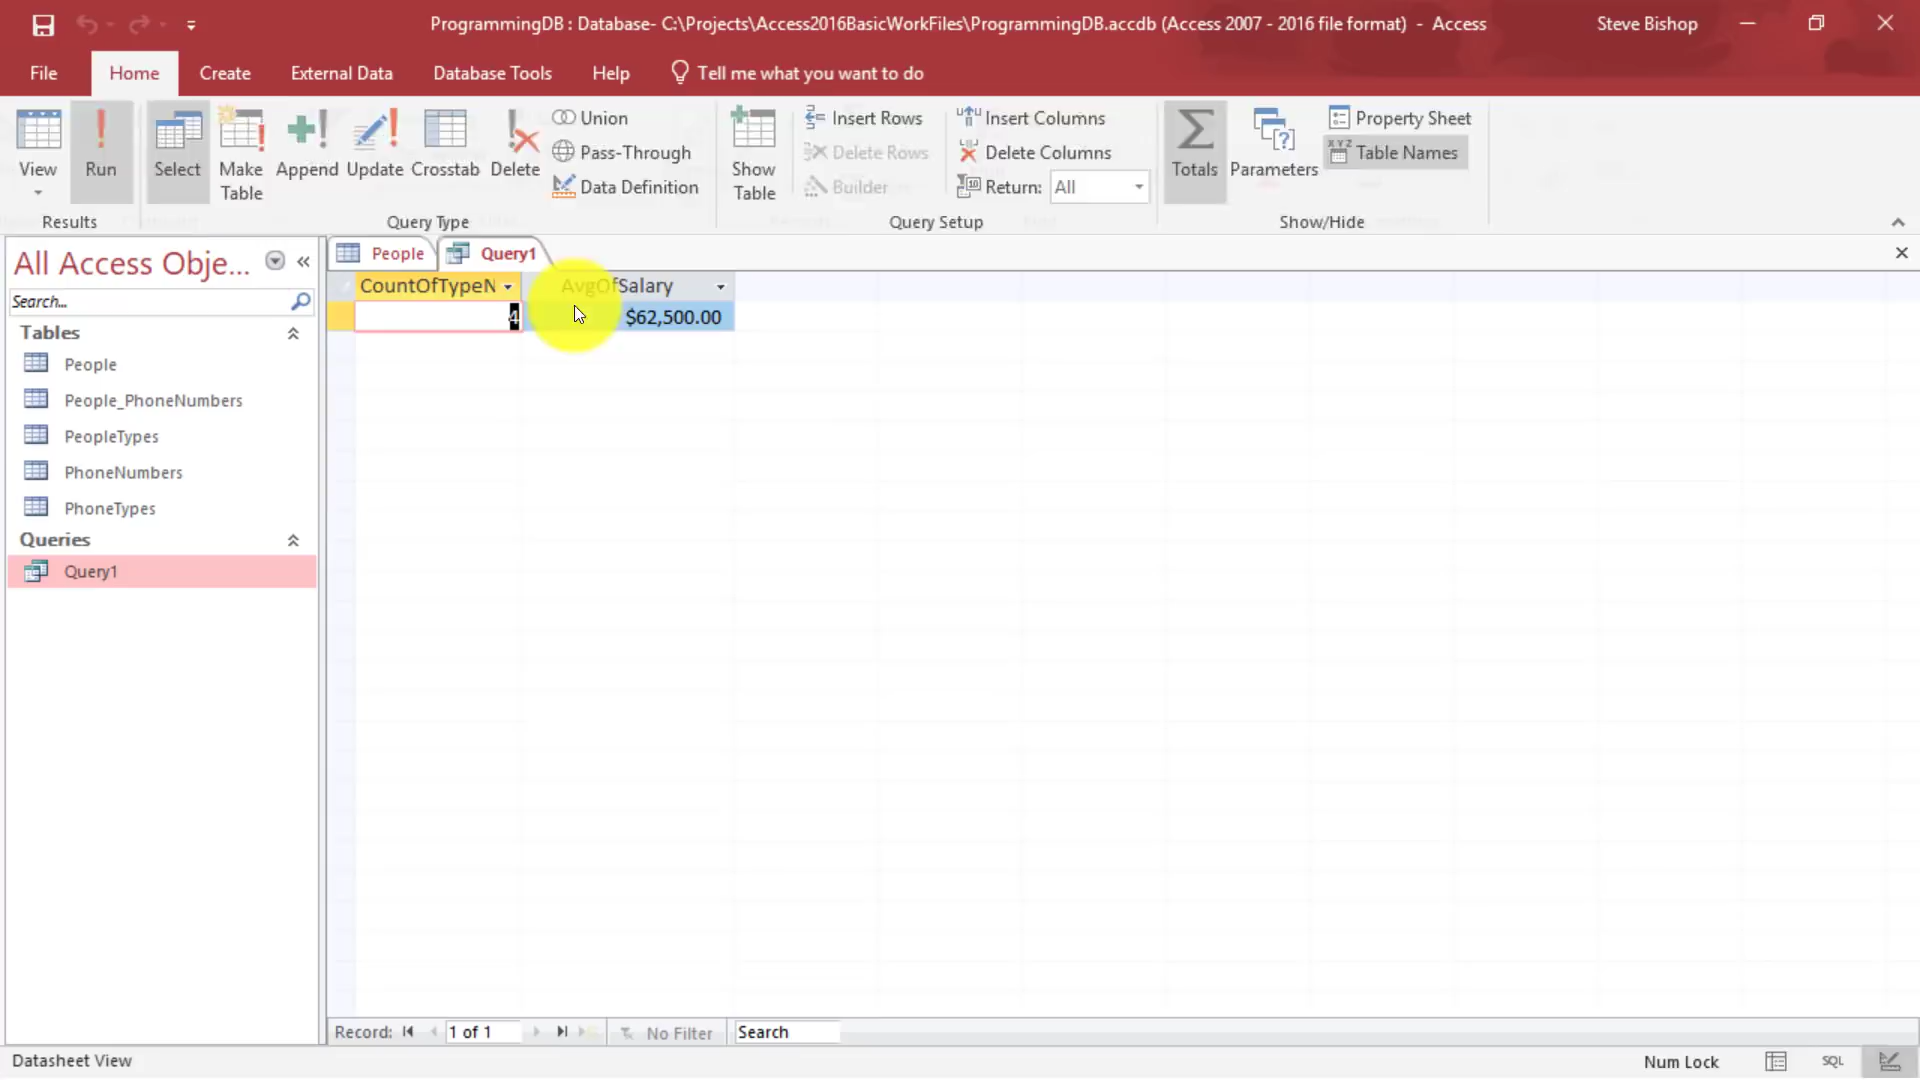 ProgrammingDB : Database- C:\Projects\Access2016BasicWorkFiles\ProgrammingDB.accdb (Access 2007 - 2016 file format) - Access
Steve Bishop
File Home Create External Data Database Tools Help Tell me what you want to do
View
Run
Results
Select
Make
Table
Append
Update
Crosstab
Delete
Union
Pass-Through
Data Definition
Query Type
Show
Table
Insert Rows
Delete Rows
Builder
Insert Columns
Delete Columns
Return: All
Query Setup
Totals
Parameters
Property Sheet
Table Names
Show/Hide
All Access Obje...
Search...
Tables
People
People_PhoneNumbers
PeopleTypes
PhoneNumbers
PhoneTypes
Queries
Query1
People Query1
CountOfTypeN AvgOfSalary
4 $62,500.00
Record: 1 of 1 No Filter Search
Datasheet View
Num Lock
SQL